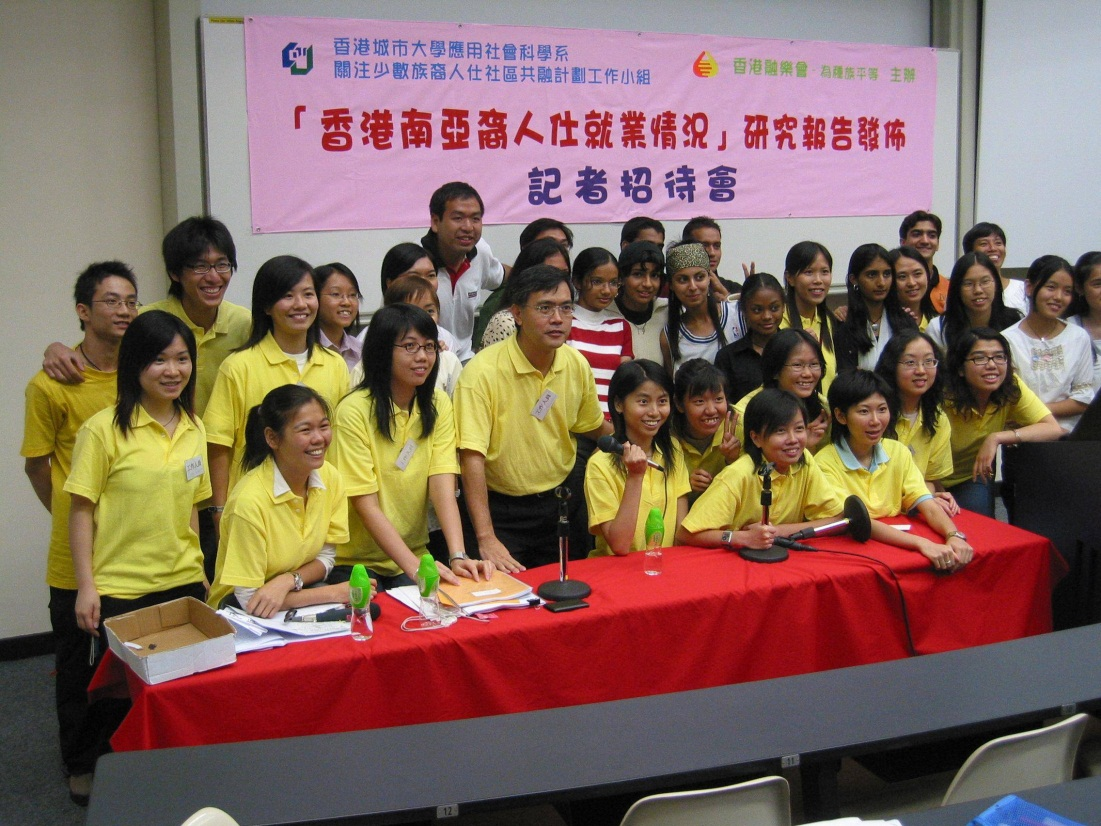 香港城市大學應用社會科學系
關注少數族裔人仕社區共融計劃工作小組
香港融樂會·為種族平等 主辦
「香港南亞裔人仕就業情況」研究報告發佈
記者招待會
12
11